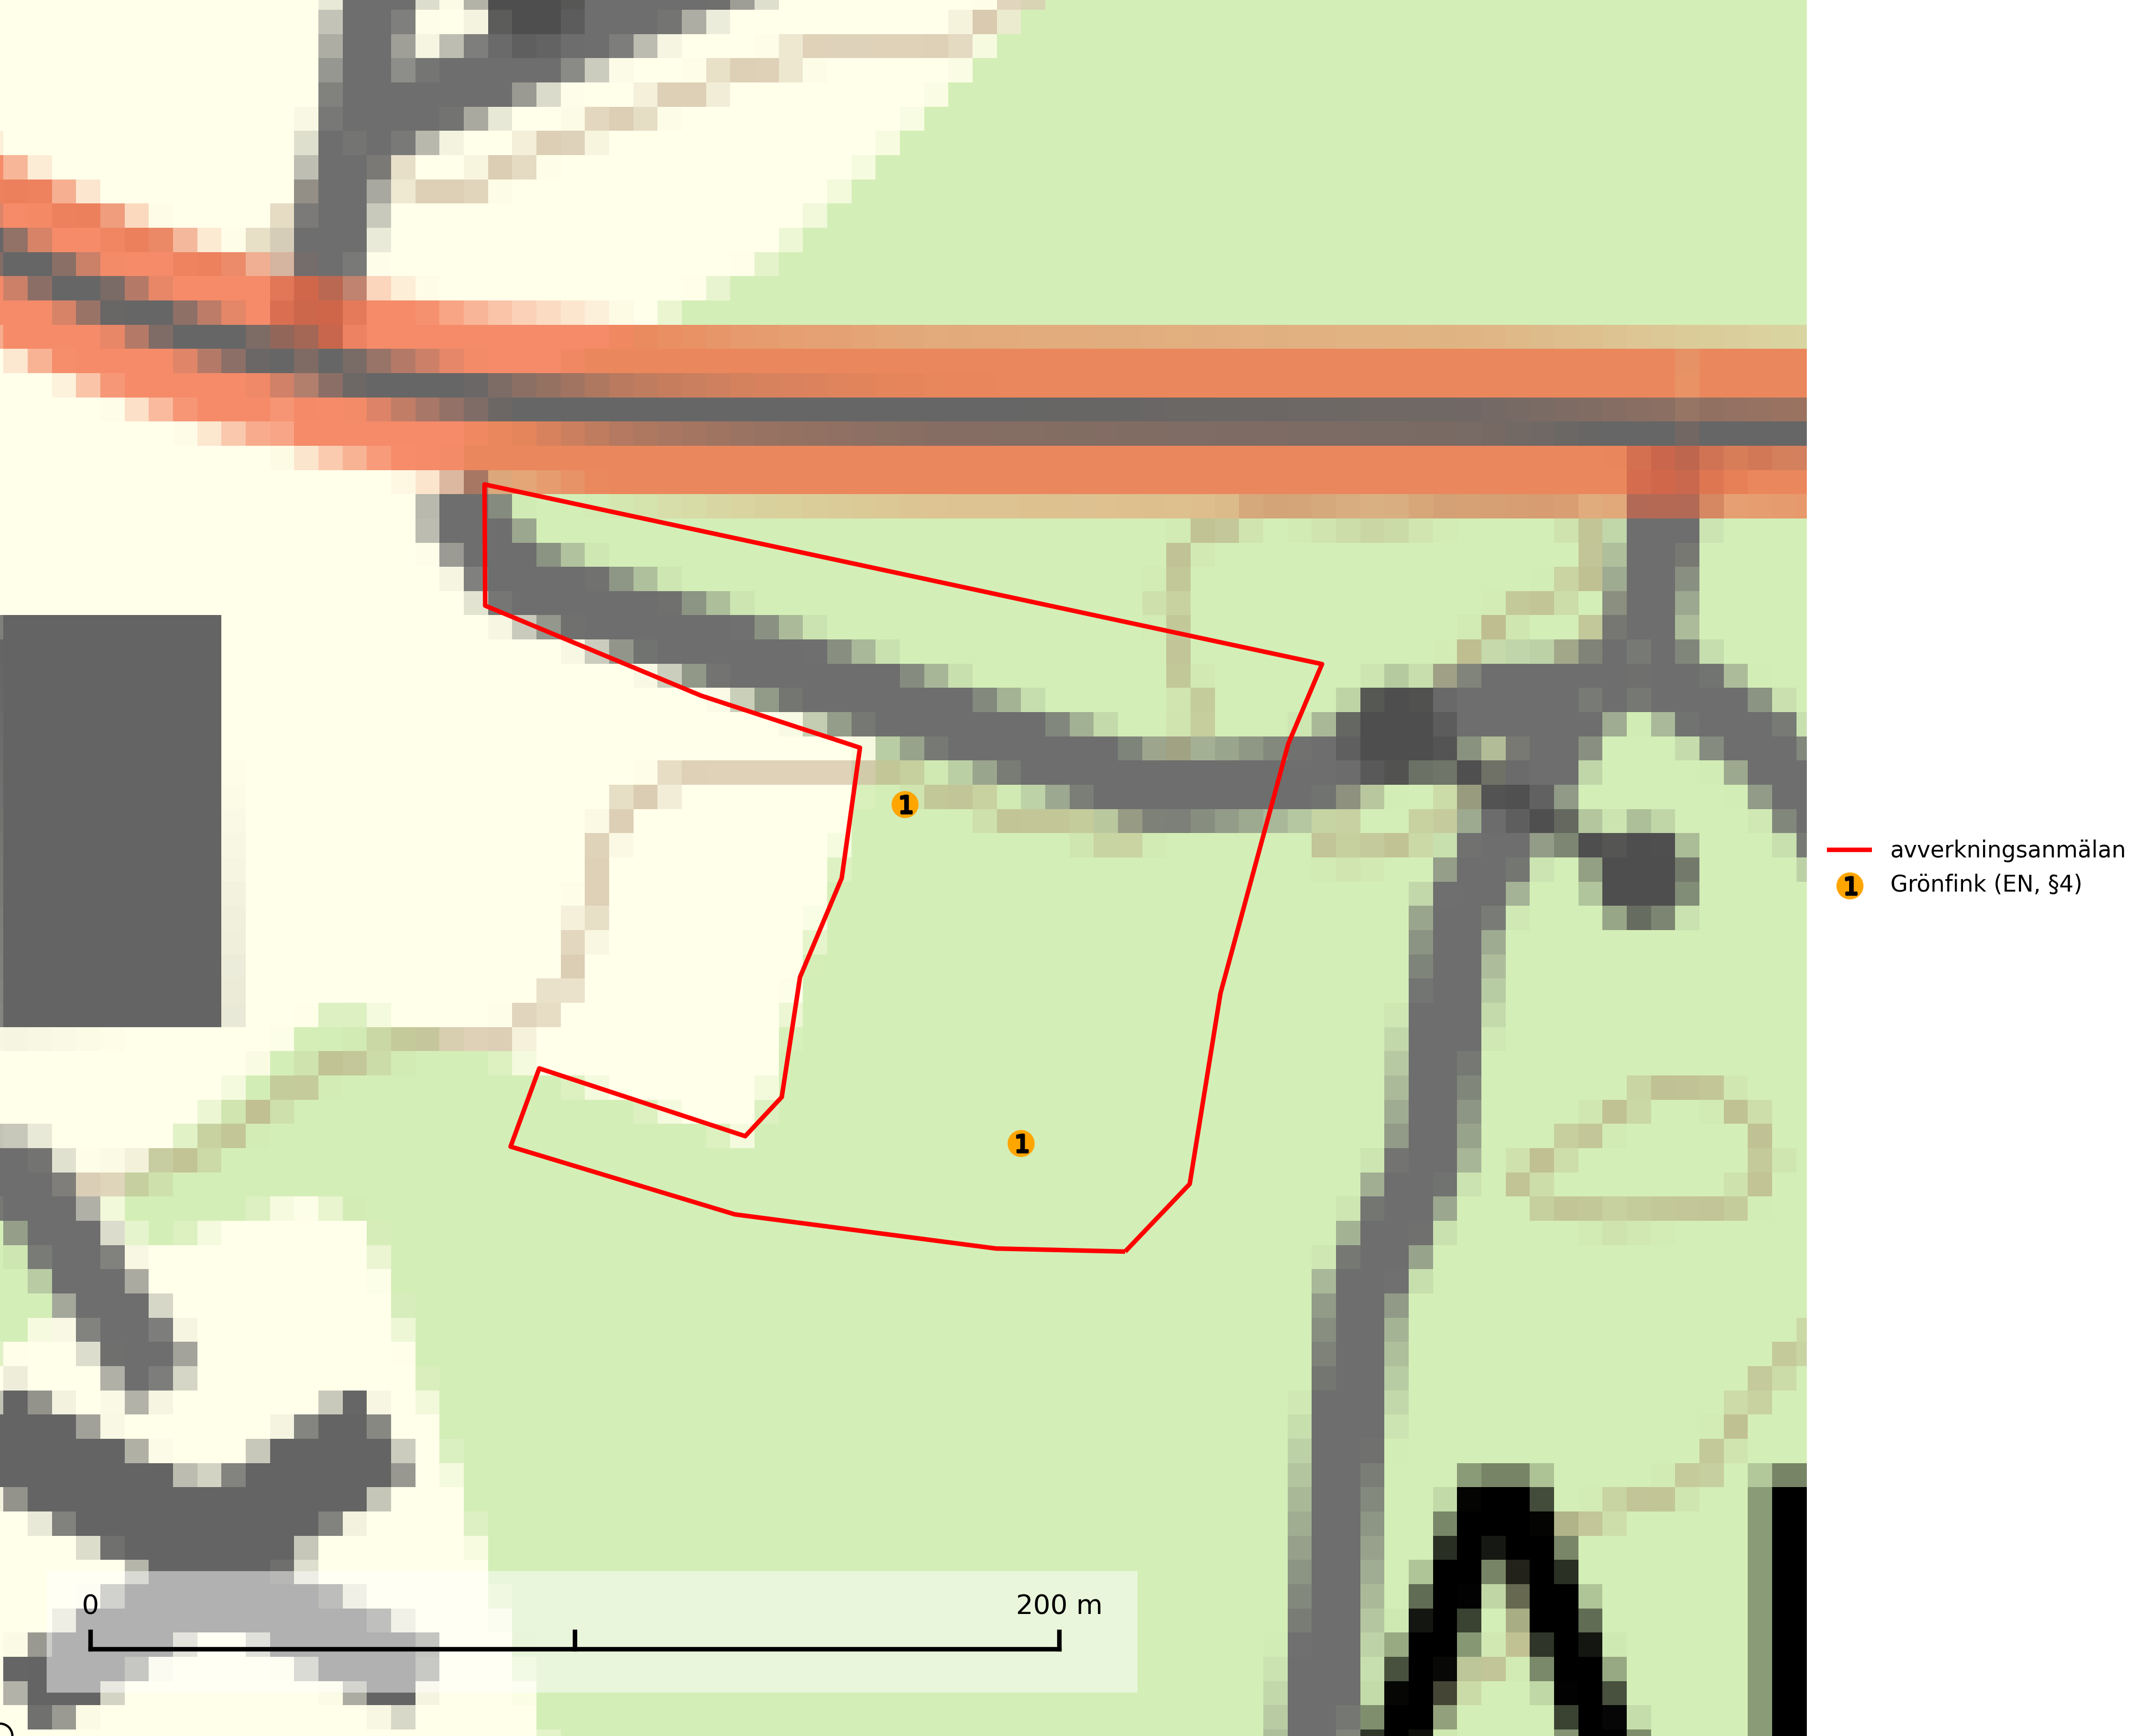 1
avverkningsanmälan
1 Grönfink (EN, §4)
1
0 200 m